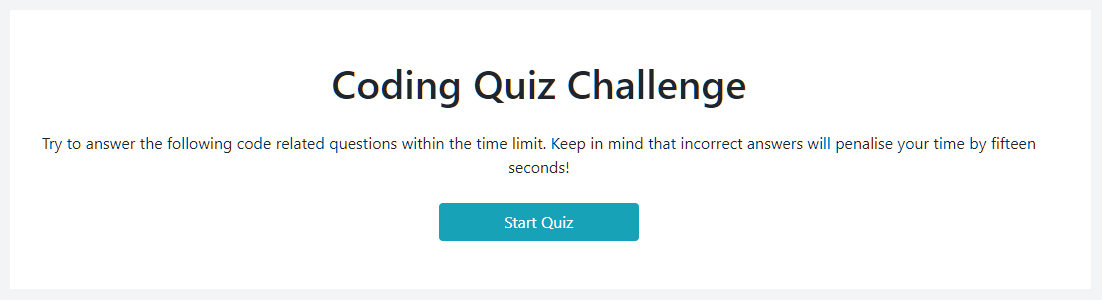 Coding Quiz Challenge
Try to answer the following code related questions within the time limit. Keep in mind that incorrect answers will penalise your time by fifteen
seconds!
Start Quiz